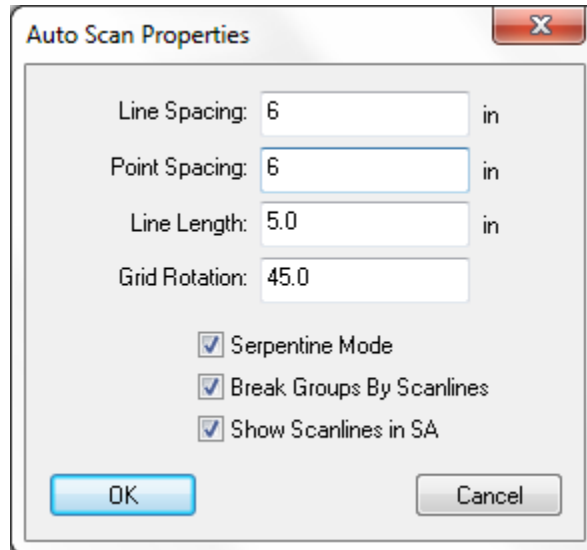 Auto Scan Properties
Line Spacing: 6 in
Point Spacing: 6 in
Line Length: 5.0 in
Grid Rotation: 45.0
Serpentine Mode
Break Groups By Scanlines
Show Scanlines in SA
OK Cancel